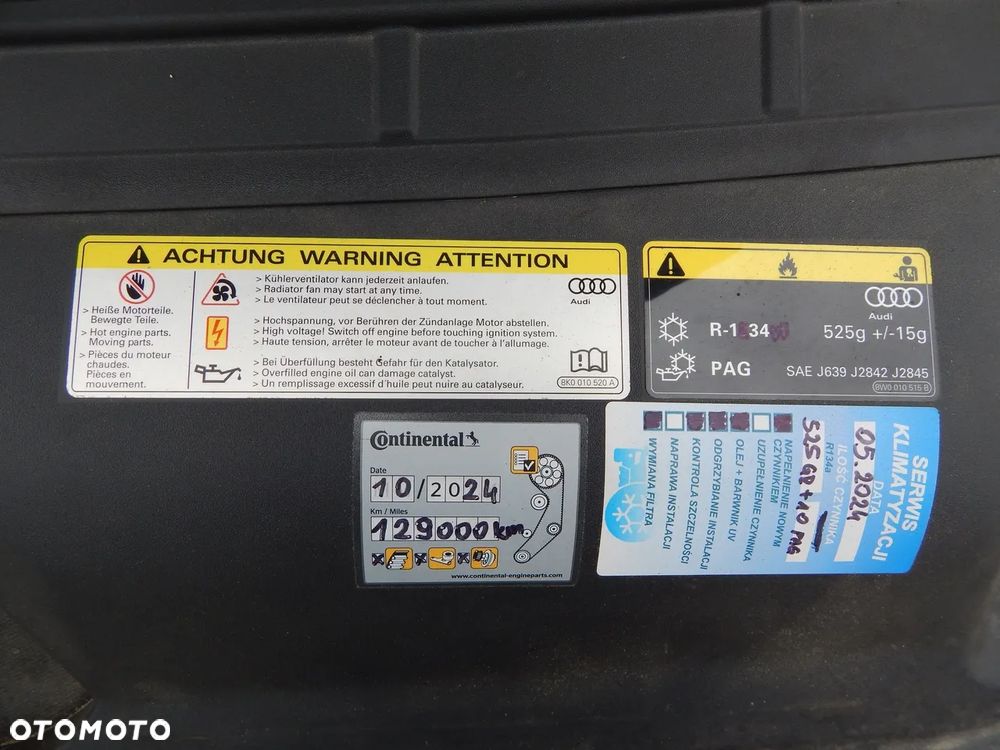 ACHTUNG WARNING ATTENTION
> Heiße Motorteile.
Bewegte Teile.
> Hot engine parts.
Moving parts.
> Pièces du moteur
chaudes.
Pièces en
mouvement.
> Kühlerventilator kann jederzeit anlaufen.
> Radiator fan may start at any time.
> Le ventilateur peut se déclencher à tout moment.
> Hochspannung, vor Berühren der Zündanlage Motor abstellen.
> High voltage! Switch off engine before touching ignition system.
> Haute tension, arrêter le moteur avant de toucher à l'allumage.
> Bei Überfüllung besteht Gefahr für den Katalysator.
> Overfilled engine oil can damage catalyst.
> Un remplissage excessif d'huile peut nuire au catalyseur.
Audi
8K0 010 520 A
Audi
R-1 34
525g +/-15g
PAG
SAE J639 J2842 J2845
8W0 010 515 B
Continental
Date
10/2024
Km / Miles
129000km
www.continental-engineparts.com
SERWIS
KLIMATYZACJI
DATA
05.2024
ILOŚĆ CZYNNIKA
R134a
525 GR + 10 PAG
NAPEŁNIENIE NOWYM
CZYNNIKIEM
UZUPEŁNIENIE CZYNNIKA
OLEJ + BARWNIK UV
ODGRZYBIANIE INSTALACJI
KONTROLA SZCZELNOŚCI
NAPRAWA INSTALACJI
WYMIANA FILTRA
OTOMOTO